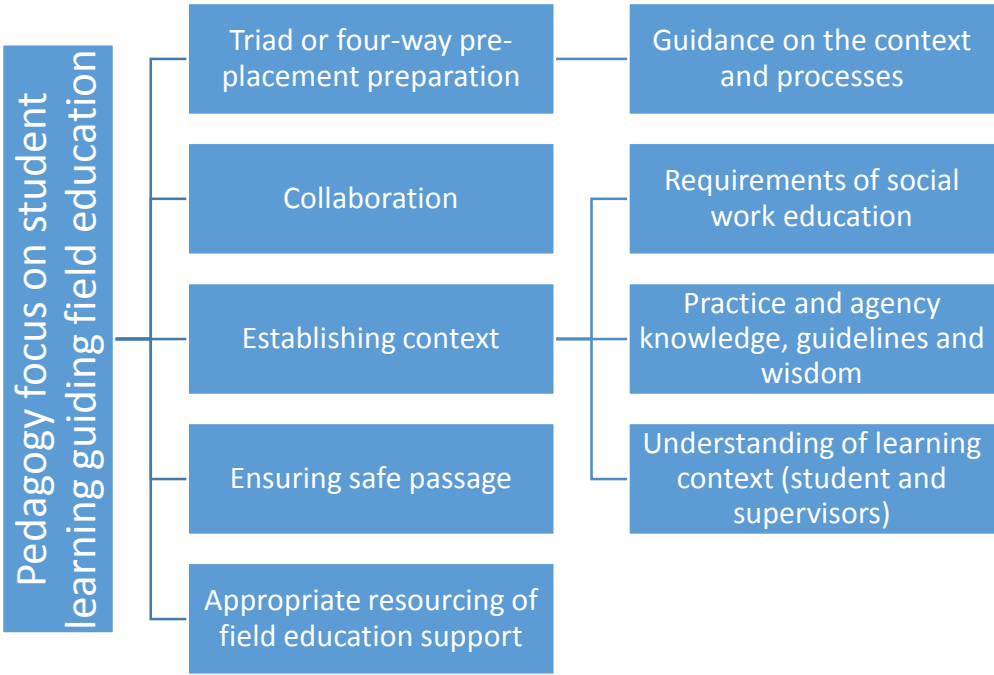 Pedagogy focus on student
learning guiding field education
Triad or four-way pre-
placement preparation
Guidance on the context
and processes
Collaboration
Requirements of social
work education
Establishing context
Practice and agency
knowledge, guidelines and
wisdom
Ensuring safe passage
Understanding of learning
context (student and
supervisors)
Appropriate resourcing of
field education support